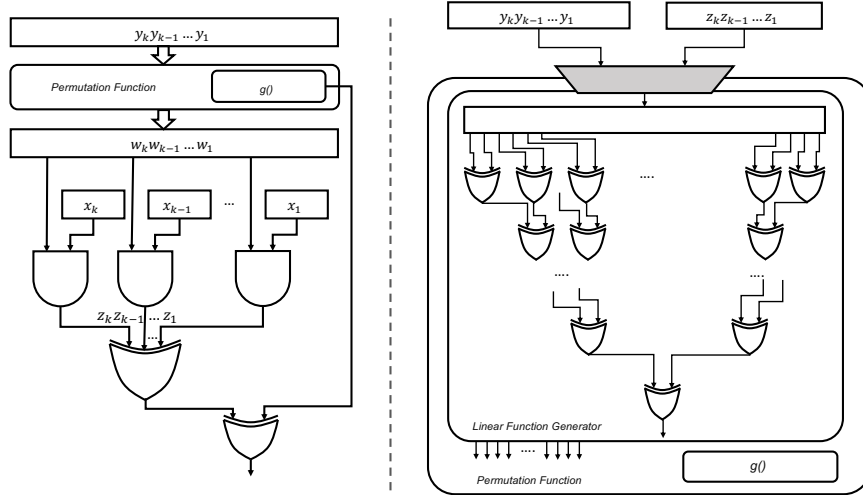 y_k y_{k-1} ... y_1
Permutation Function
g()
w_k w_{k-1} ... w_1
x_k
x_{k-1}
...
x_1
z_k z_{k-1} ... z_1
...
y_k y_{k-1} ... y_1
z_k z_{k-1} ... z_1
....
....
....
Linear Function Generator
....
Permutation Function
g()